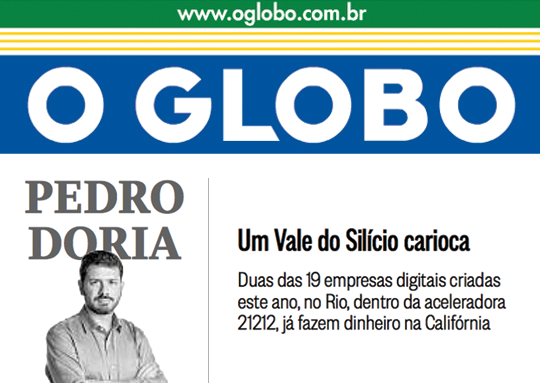 www.oglobo.com.br
O GLOBO
PEDRO
DORIA
Um Vale do Silício carioca
Duas das 19 empresas digitais criadas
este ano, no Rio, dentro da aceleradora
21212, já fazem dinheiro na Califórnia